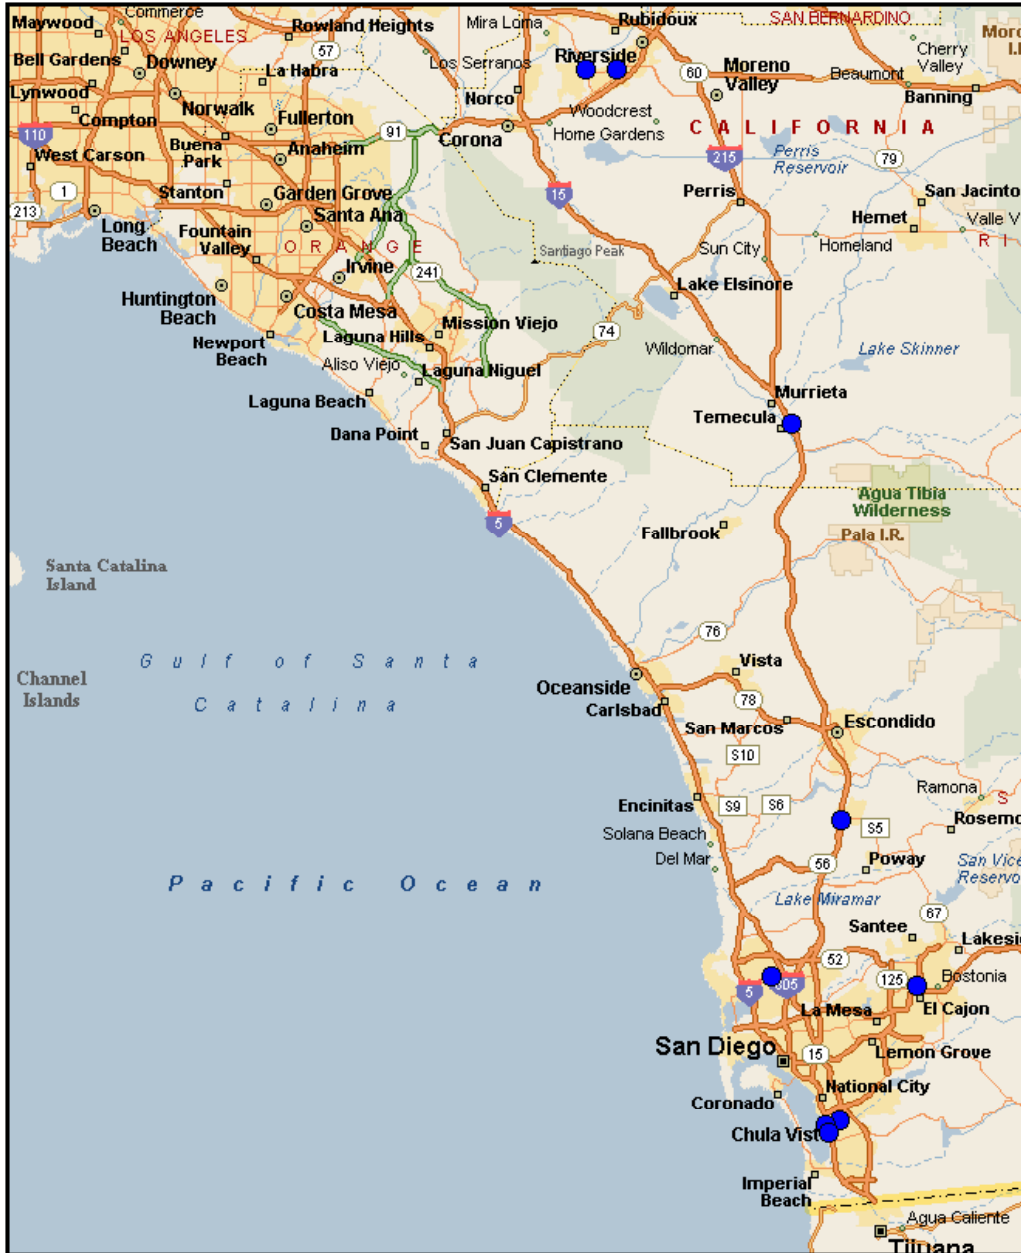 Commerce
Maywood
LOS ANGELES
Rowland Heights
Mira Loma
Rubidoux
SAN BERNARDINO
Bell Gardens
Downey
57
Los Serranos
Riverside
Cherry
Valley
Lynwood
La Habra
60
Moreno
Valley
Beaumont
Banning
Compton
Norwalk
Norco
Woodcrest
110
Fullerton
91
Corona
Home Gardens
CALIFORNIA
West Carson
Buena
Park
Anaheim
215
Perris
Reservoir
79
1
Stanton
Garden Grove
15
Perris
San Jacinto
213
Long
Beach
Santa Ana
Hemet
Fountain
Valley
ORANGE
Santiago Peak
Sun City
Homeland
Valle V
R I
Irvine
241
Huntington
Beach
Costa Mesa
Lake Elsinore
Newport
Beach
Mission Viejo
Laguna Hills
74
Wildomar
Lake Skinner
Aliso Viejo
Laguna Niguel
Laguna Beach
Murrieta
Temecula
Dana Point
San Juan Capistrano
San Clemente
Agua Tibia
Wilderness
5
Fallbrook
Pala I.R.
Santa Catalina
Island
76
Gulf of Santa
Catalina
Vista
Channel
Islands
Oceanside
Carlsbad
78
San Marcos
Escondido
S10
Ramona
S
Encinitas
S9
S6
S5
Rosemo
Solana Beach
Del Mar
56
Poway
San Vice
Reservo
Pacific Ocean
Lake Miramar
67
Santee
Lakesi
52
125
Bostonia
5
805
La Mesa
El Cajon
San Diego
15
Lemon Grove
National City
Coronado
Chula Vist
Imperial
Beach
Agua Caliente
Tijuana